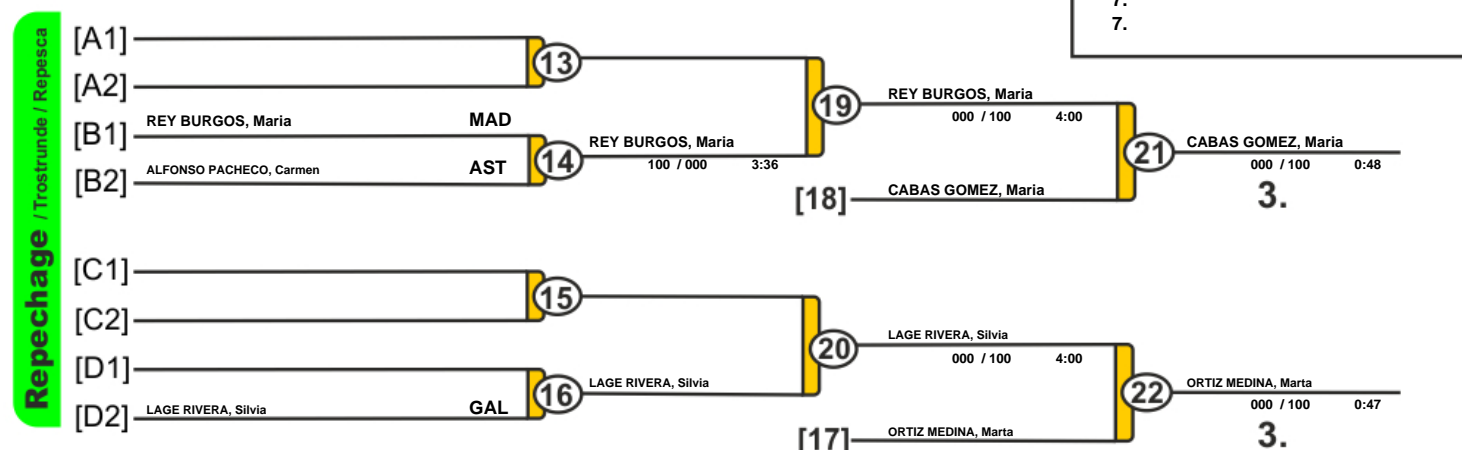 7.
7.
Repechage / Trostrunde / Repesca
[A1]
13
[A2]
19
REY BURGOS, Maria
000 / 100 4:00
[B1] REY BURGOS, Maria MAD
14
REY BURGOS, Maria
100 / 000 3:36
21
CABAS GOMEZ, Maria
000 / 100 0:48
3.
[B2] ALFONSO PACHECO, Carmen AST
[18] CABAS GOMEZ, Maria
[C1]
15
[C2]
20
LAGE RIVERA, Silvia
000 / 100 4:00
[D1]
16
LAGE RIVERA, Silvia
22
ORTIZ MEDINA, Marta
000 / 100 0:47
3.
[D2] LAGE RIVERA, Silvia GAL
[17] ORTIZ MEDINA, Marta